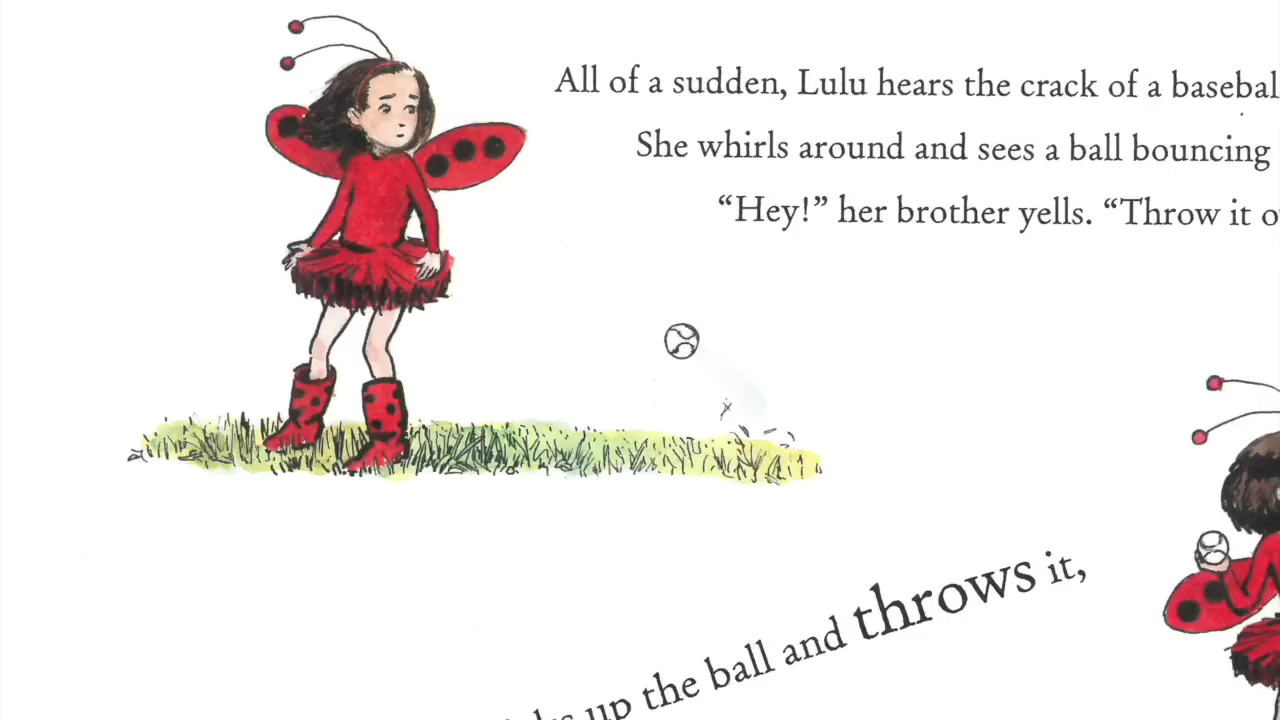 All of a sudden, Lulu hears the crack of a basebal
She whirls around and sees a ball bouncing
“Hey!” her brother yells. “Throw it o
up the ball and throws it,